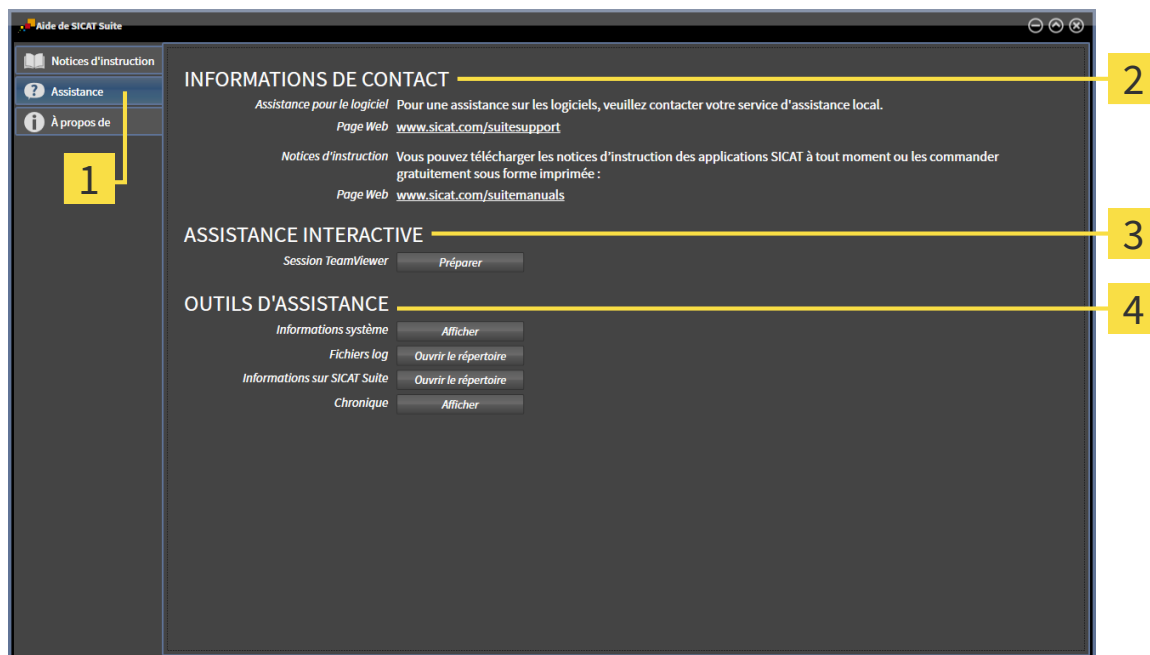 Aide de SICAT Suite
Notices d'instruction
Assistance
À propos de
1
INFORMATIONS DE CONTACT
2
Assistance pour le logiciel Pour une assistance sur les logiciels, veuillez contacter votre service d'assistance local.
Page Web www.sicat.com/suitesupport
Notices d'instruction Vous pouvez télécharger les notices d'instruction des applications SICAT à tout moment ou les commander
gratuitement sous forme imprimée :
Page Web www.sicat.com/suitemanuals
ASSISTANCE INTERACTIVE
3
Session TeamViewer Préparer
OUTILS D'ASSISTANCE
4
Informations système Afficher
Fichiers log Ouvrir le répertoire
Informations sur SICAT Suite Ouvrir le répertoire
Chronique Afficher